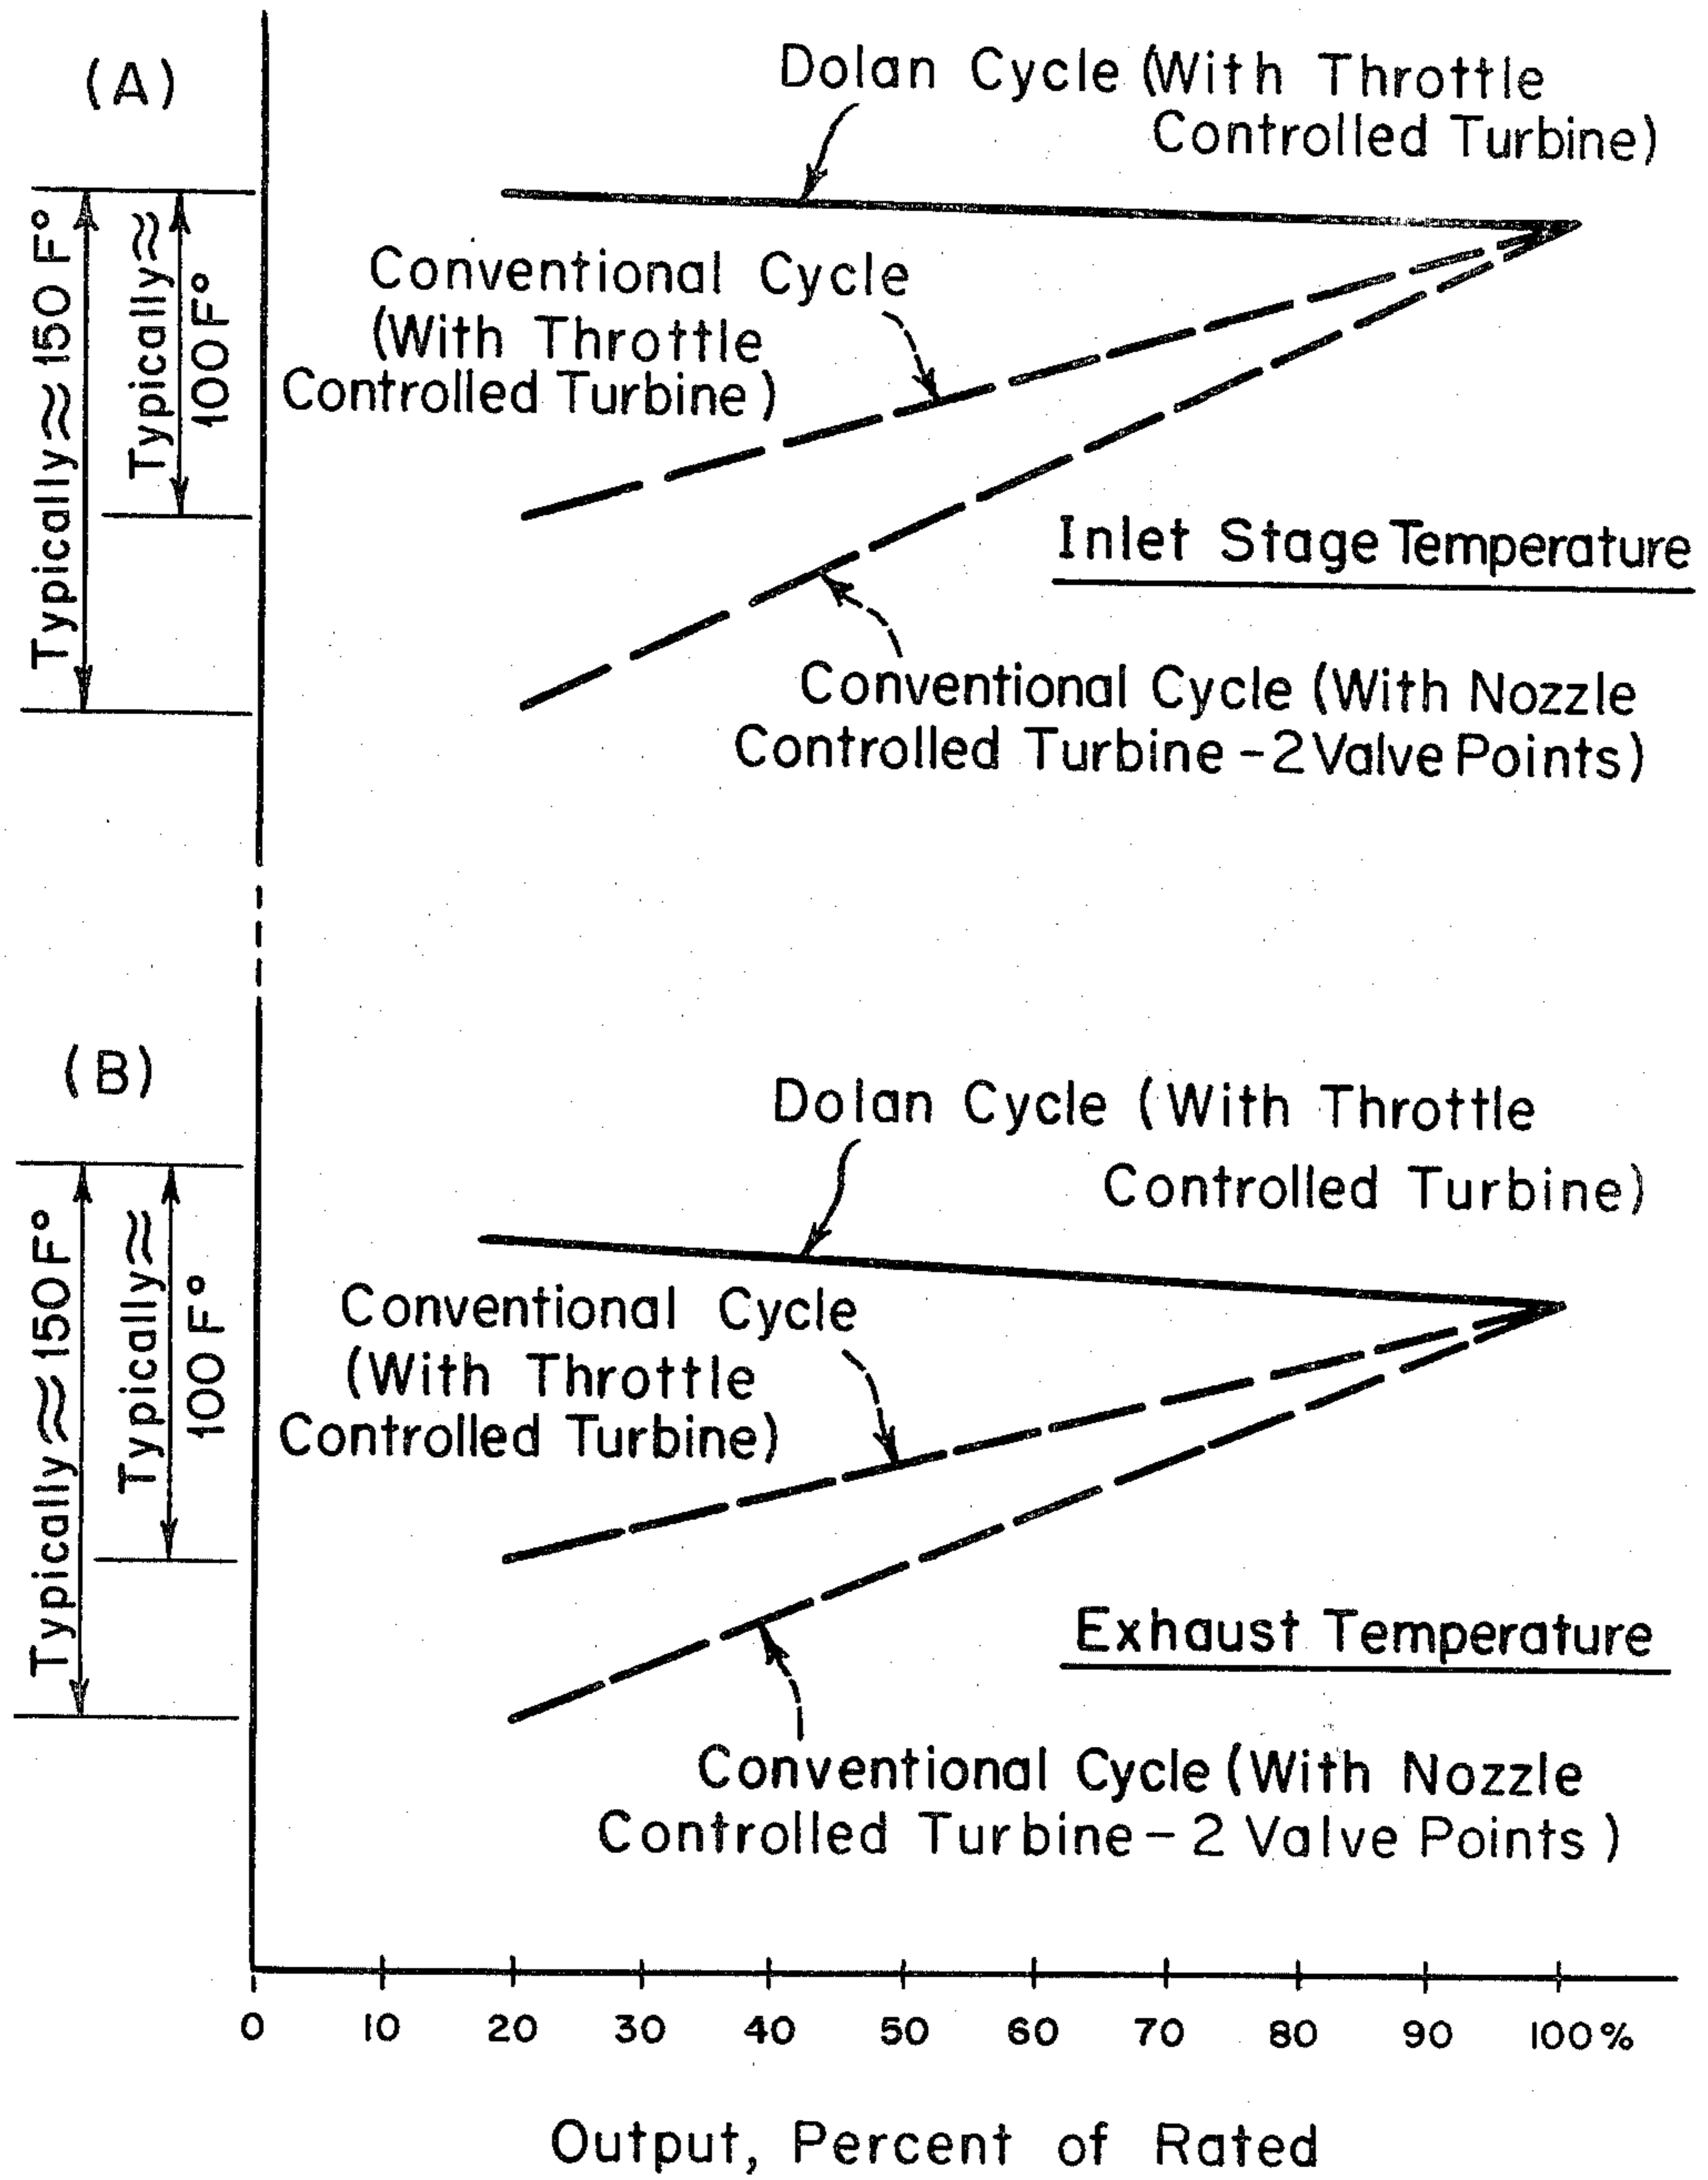 (A)
Dolan Cycle (With Throttle
Controlled Turbine)
Typically ≈ 150 F°
Typically ≈
100 F°
Conventional Cycle
(With Throttle
Controlled Turbine)
Inlet Stage Temperature
Conventional Cycle (With Nozzle
Controlled Turbine - 2 Valve Points)
(B)
Dolan Cycle (With Throttle
Controlled Turbine)
Typically ≈ 150 F°
Typically ≈
100 F°
Conventional Cycle
(With Throttle
Controlled Turbine)
Exhaust Temperature
Conventional Cycle (With Nozzle
Controlled Turbine - 2 Valve Points)
0 10 20 30 40 50 60 70 80 90 100%
Output, Percent of Rated